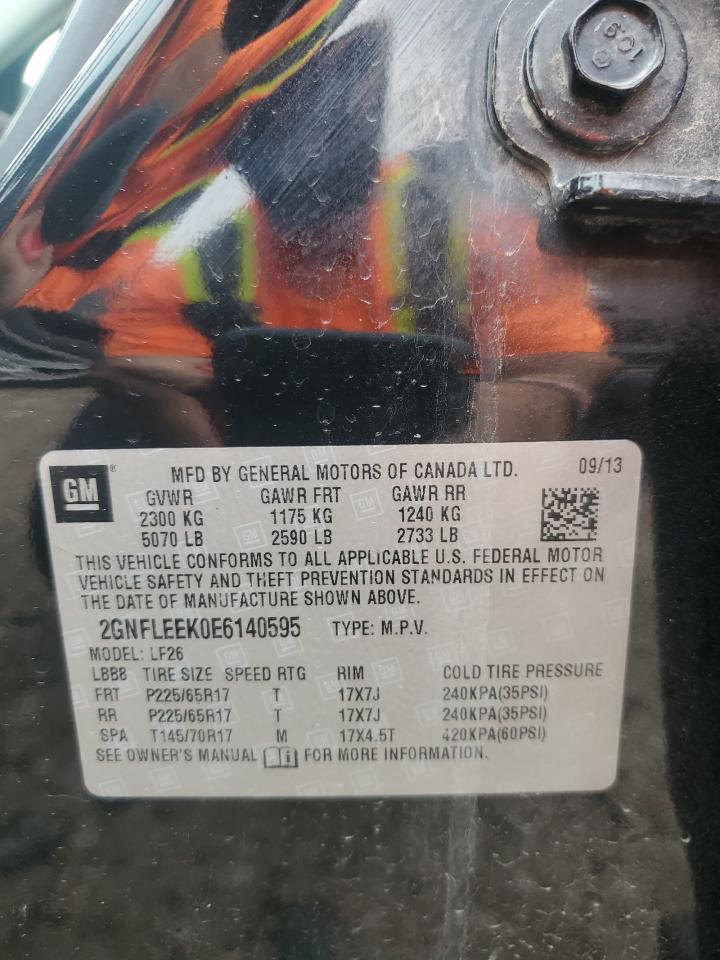 1601
GM ® MFD BY GENERAL MOTORS OF CANADA LTD. 09/13
GVWR GAWR FRT GAWR RR
2300 KG 1175 KG 1240 KG
5070 LB 2590 LB 2733 LB
THIS VEHICLE CONFORMS TO ALL APPLICABLE U.S. FEDERAL MOTOR
VEHICLE SAFETY AND THEFT PREVENTION STANDARDS IN EFFECT ON
THE DATE OF MANUFACTURE SHOWN ABOVE.
2GNFLEEK0E6140595 TYPE: M.P.V.
MODEL: LF26
LBB8 TIRE SIZE SPEED RTG RIM COLD TIRE PRESSURE
FRT P225/65R17 T 17X7J 240KPA(35PSI)
RR P225/65R17 T 17X7J 240KPA(35PSI)
SPA T145/70R17 M 17X4.5T 420KPA(60PSI)
SEE OWNER'S MANUAL FOR MORE INFORMATION.